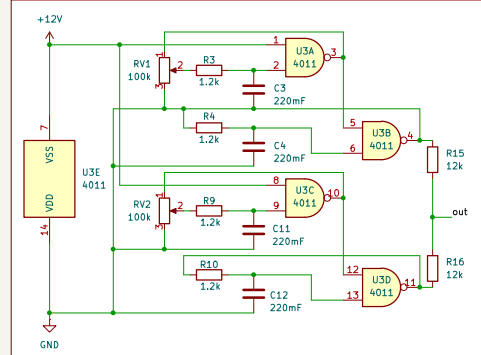 +12V
1
2
3
U3A
4011
RV1
100k
1
2
3
R3
1.2k
C3
220mF
R4
1.2k
5
6
4
U3B
4011
7
VSS
U3E
4011
VDD
14
C4
220mF
R15
12k
8
9
10
U3C
4011
RV2
100k
1
2
3
R9
1.2k
C11
220mF
out
R10
1.2k
12
13
11
U3D
4011
R16
12k
C12
220mF
GND